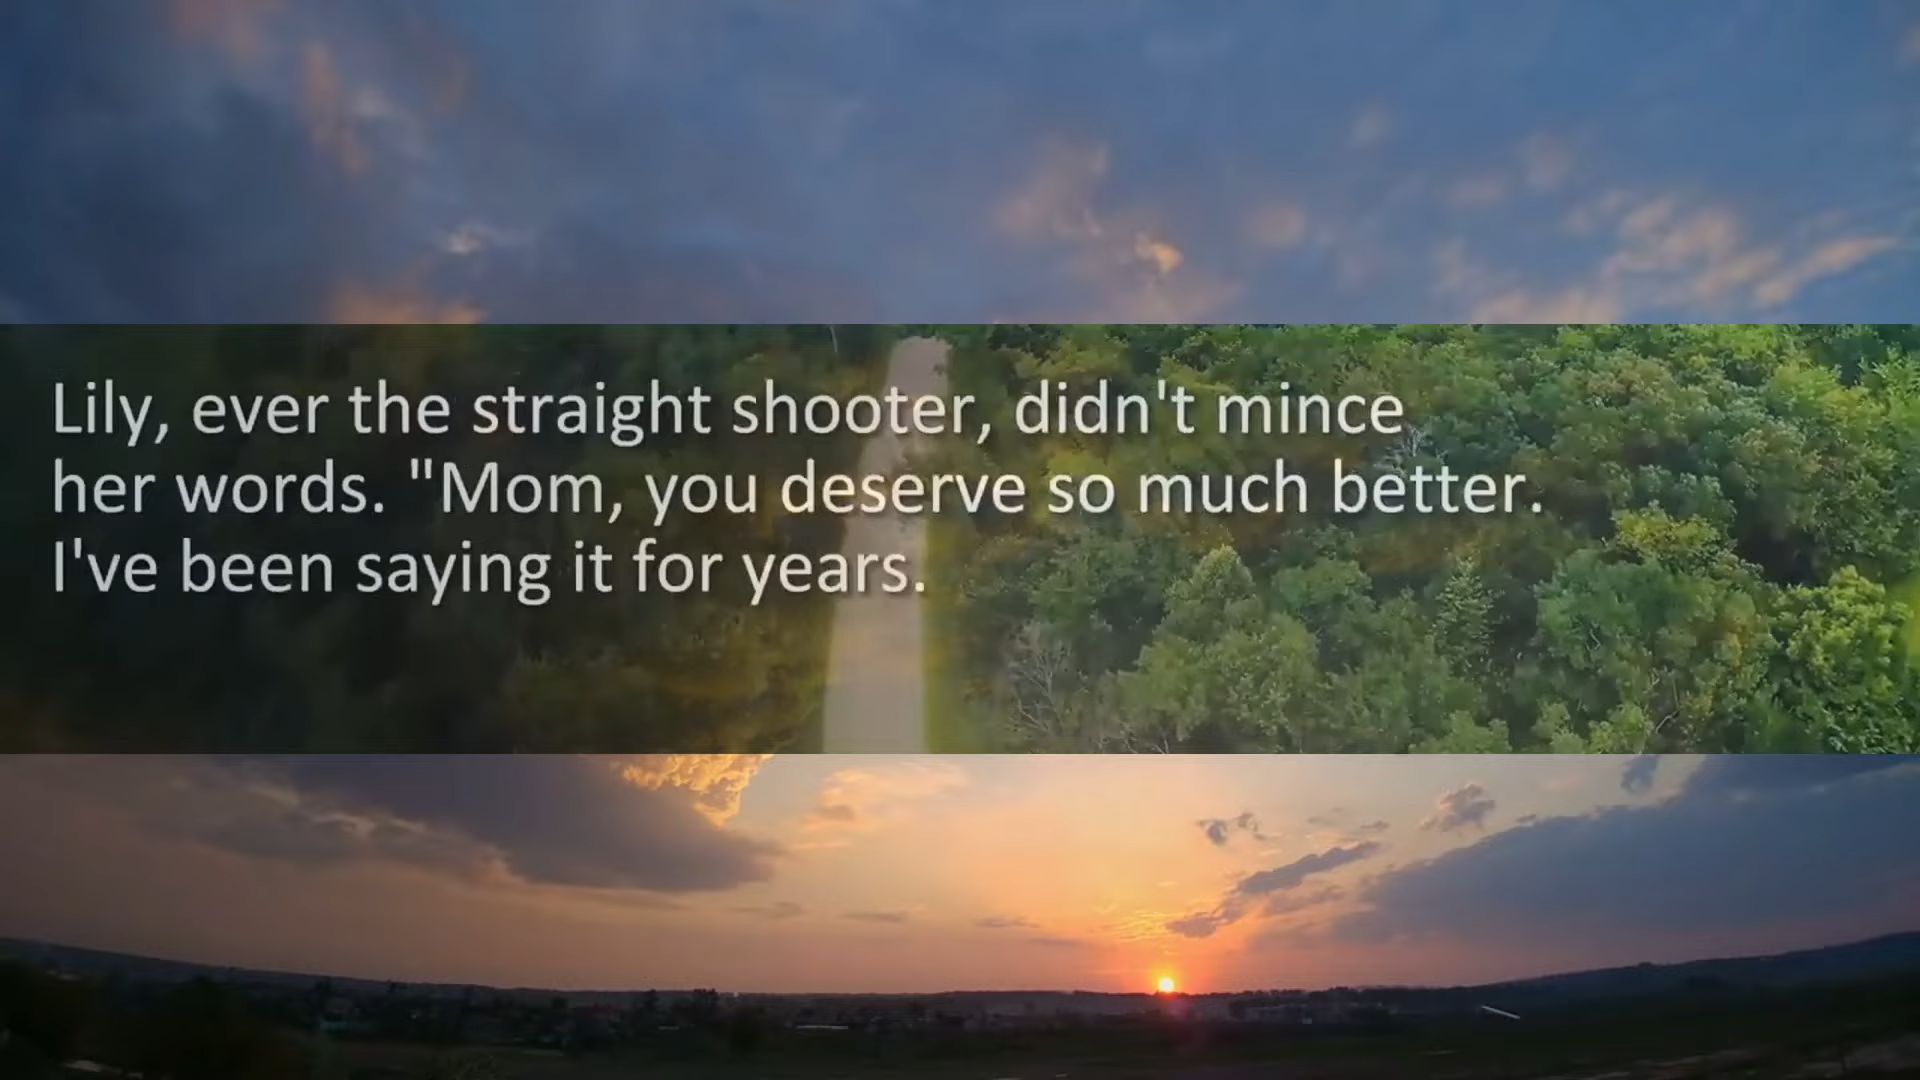 Lily, ever the straight shooter, didn't mince
her words. "Mom, you deserve so much better.
I've been saying it for years.